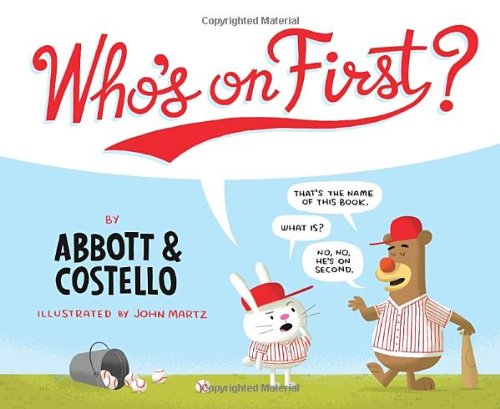 Copyrighted Material
Who's on First?
BY
ABBOTT &
COSTELLO
ILLUSTRATED BY JOHN MARTZ
THAT'S THE NAME
OF THIS BOOK.
WHAT IS?
NO, NO,
HE'S ON
SECOND.
Copyrighted Material